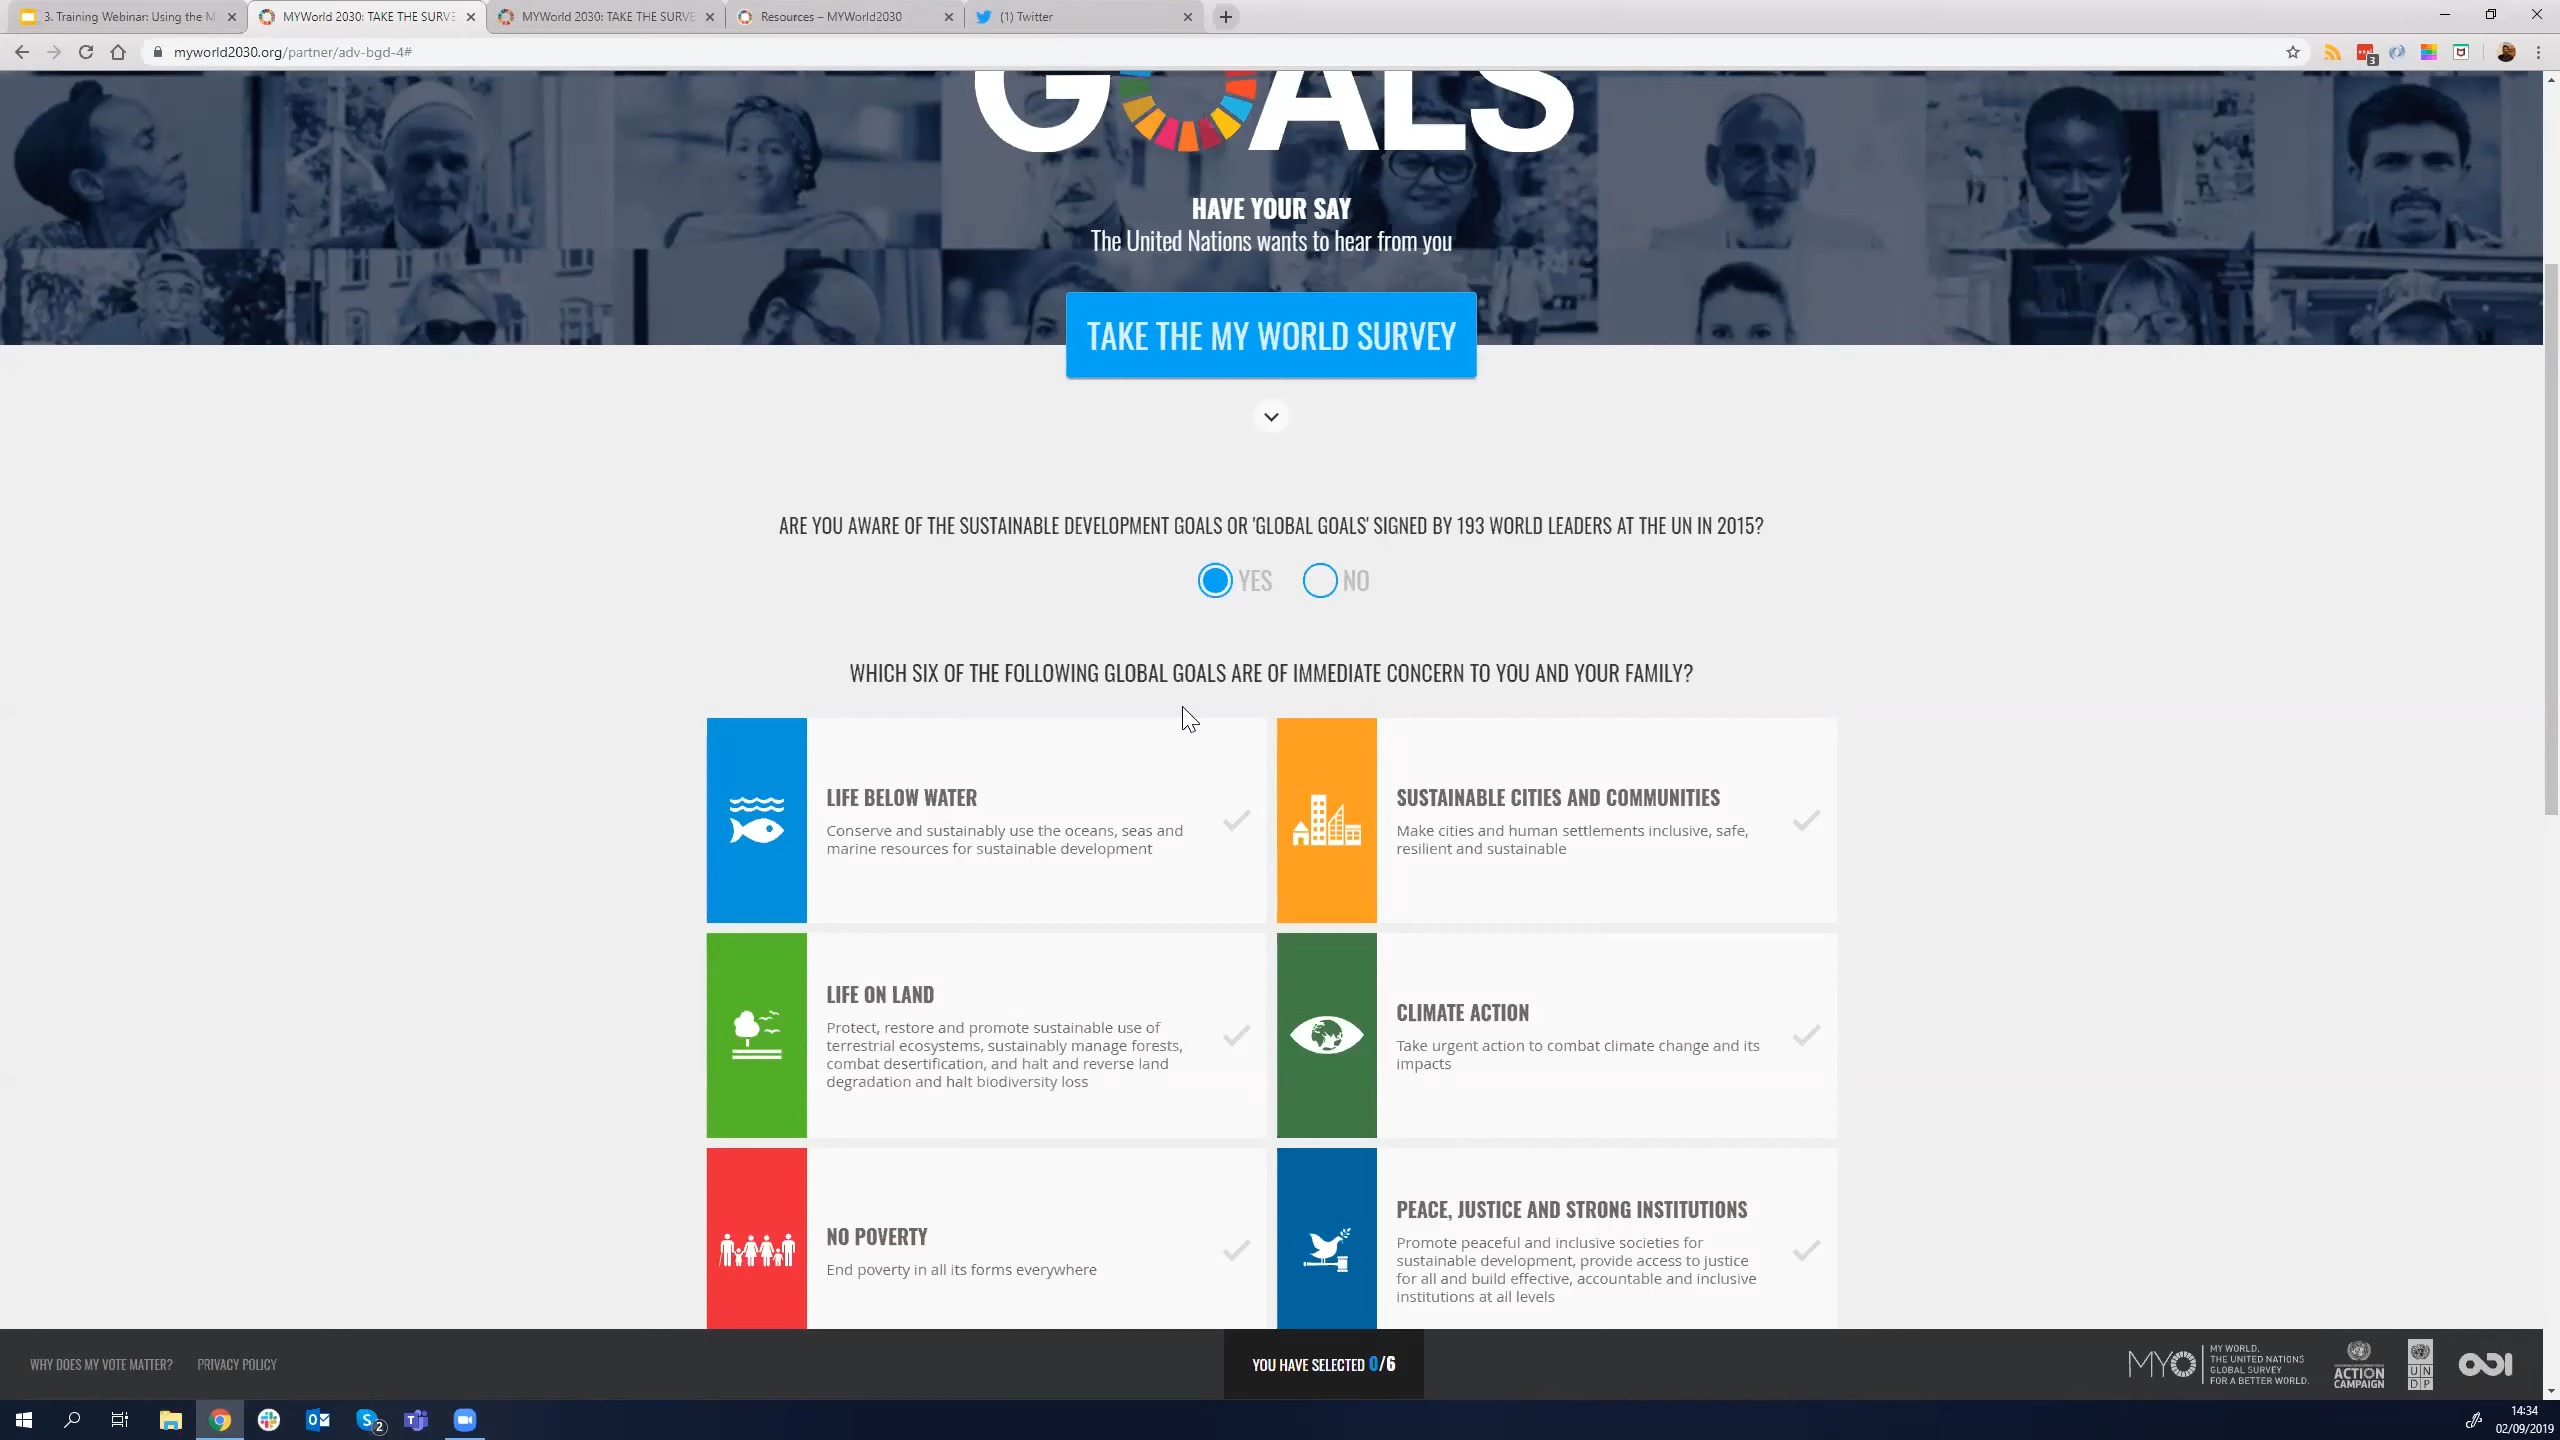 3. Training Webinar: Using the M
MYWorld 2030: TAKE THE SURVE
MYWorld 2030: TAKE THE SURVE
Resources – MYWorld2030
(1) Twitter
myworld2030.org/partner/adv-bgd-4#
3
GOALS
HAVE YOUR SAY
The United Nations wants to hear from you
TAKE THE MY WORLD SURVEY
ARE YOU AWARE OF THE SUSTAINABLE DEVELOPMENT GOALS OR 'GLOBAL GOALS' SIGNED BY 193 WORLD LEADERS AT THE UN IN 2015?
YES NO
WHICH SIX OF THE FOLLOWING GLOBAL GOALS ARE OF IMMEDIATE CONCERN TO YOU AND YOUR FAMILY?
LIFE BELOW WATER
Conserve and sustainably use the oceans, seas and
marine resources for sustainable development
SUSTAINABLE CITIES AND COMMUNITIES
Make cities and human settlements inclusive, safe,
resilient and sustainable
LIFE ON LAND
Protect, restore and promote sustainable use of
terrestrial ecosystems, sustainably manage forests,
combat desertification, and halt and reverse land
degradation and halt biodiversity loss
CLIMATE ACTION
Take urgent action to combat climate change and its
impacts
NO POVERTY
End poverty in all its forms everywhere
PEACE, JUSTICE AND STRONG INSTITUTIONS
Promote peaceful and inclusive societies for
sustainable development, provide access to justice
for all and build effective, accountable and inclusive
institutions at all levels
WHY DOES MY VOTE MATTER? PRIVACY POLICY
YOU HAVE SELECTED 0/6
MY
MY WORLD.
THE UNITED NATIONS
GLOBAL SURVEY
FOR A BETTER WORLD.
ACTION
CAMPAIGN
UN
DP
ODI
2
14:34
02/09/2019